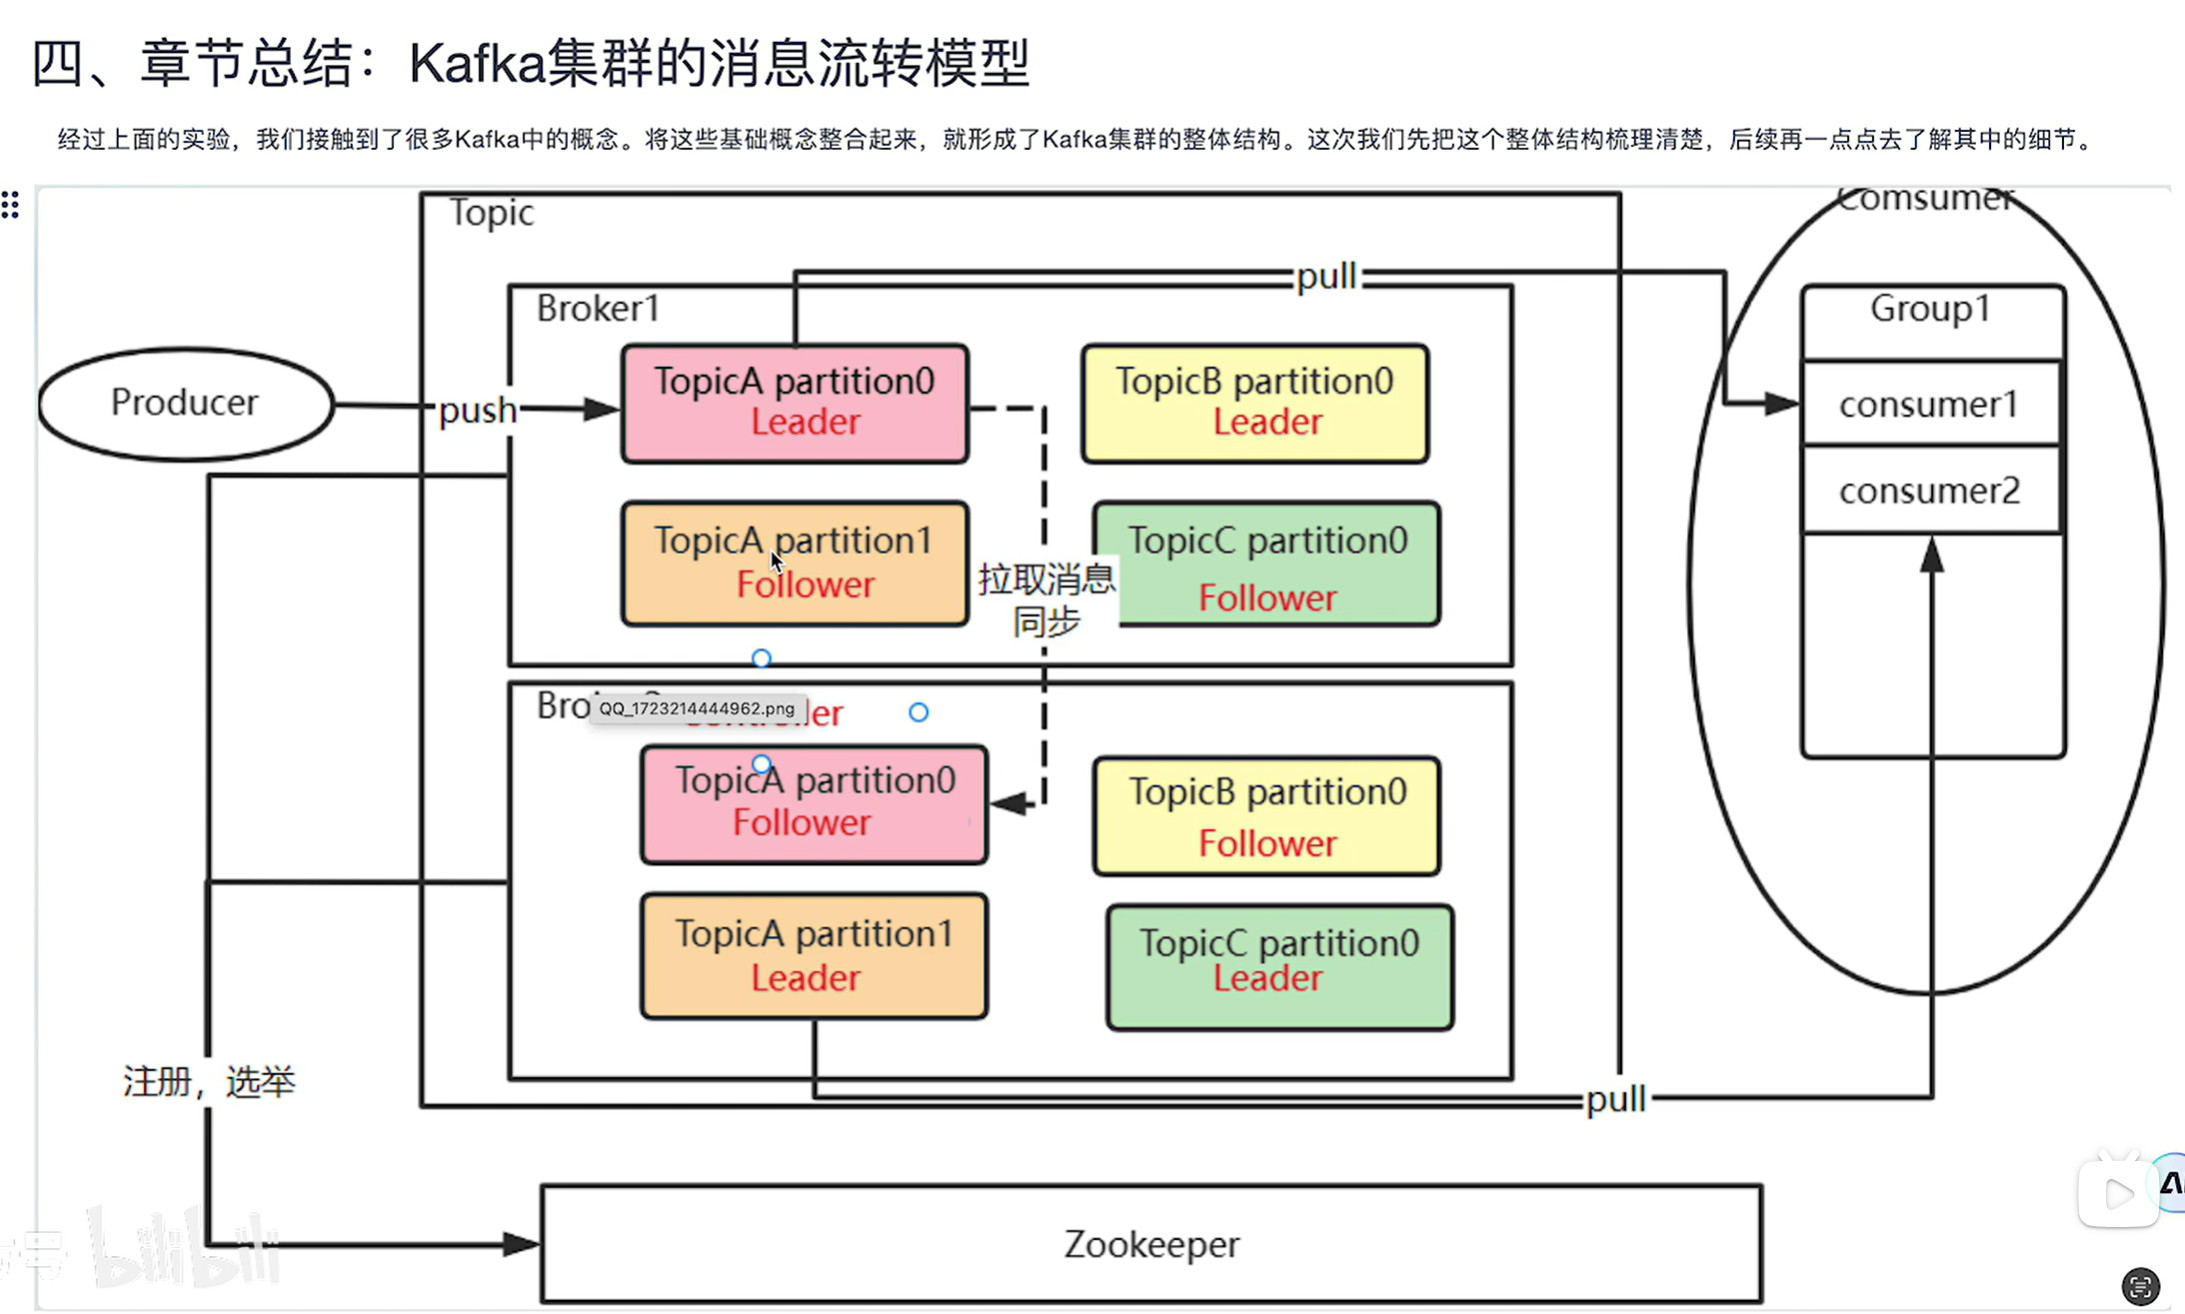 四、章节总结：Kafka集群的消息流转模型
经过上面的实验，我们接触到了很多Kafka中的概念。将这些基础概念整合起来，就形成了Kafka集群的整体结构。这次我们先把这个整体结构梳理清楚，后续再一点点去了解其中的细节。
Topic
Comsumer
pull
Broker1
Group1
Producer
push
TopicA partition0
Leader
TopicB partition0
Leader
consumer1
consumer2
TopicA partition1
Follower
拉取消息
同步
TopicC partition0
Follower
QQ_1723214444962.png
TopicA partition0
Follower
TopicB partition0
Follower
TopicA partition1
Leader
TopicC partition0
Leader
注册，选举
pull
Zookeeper
bilibili